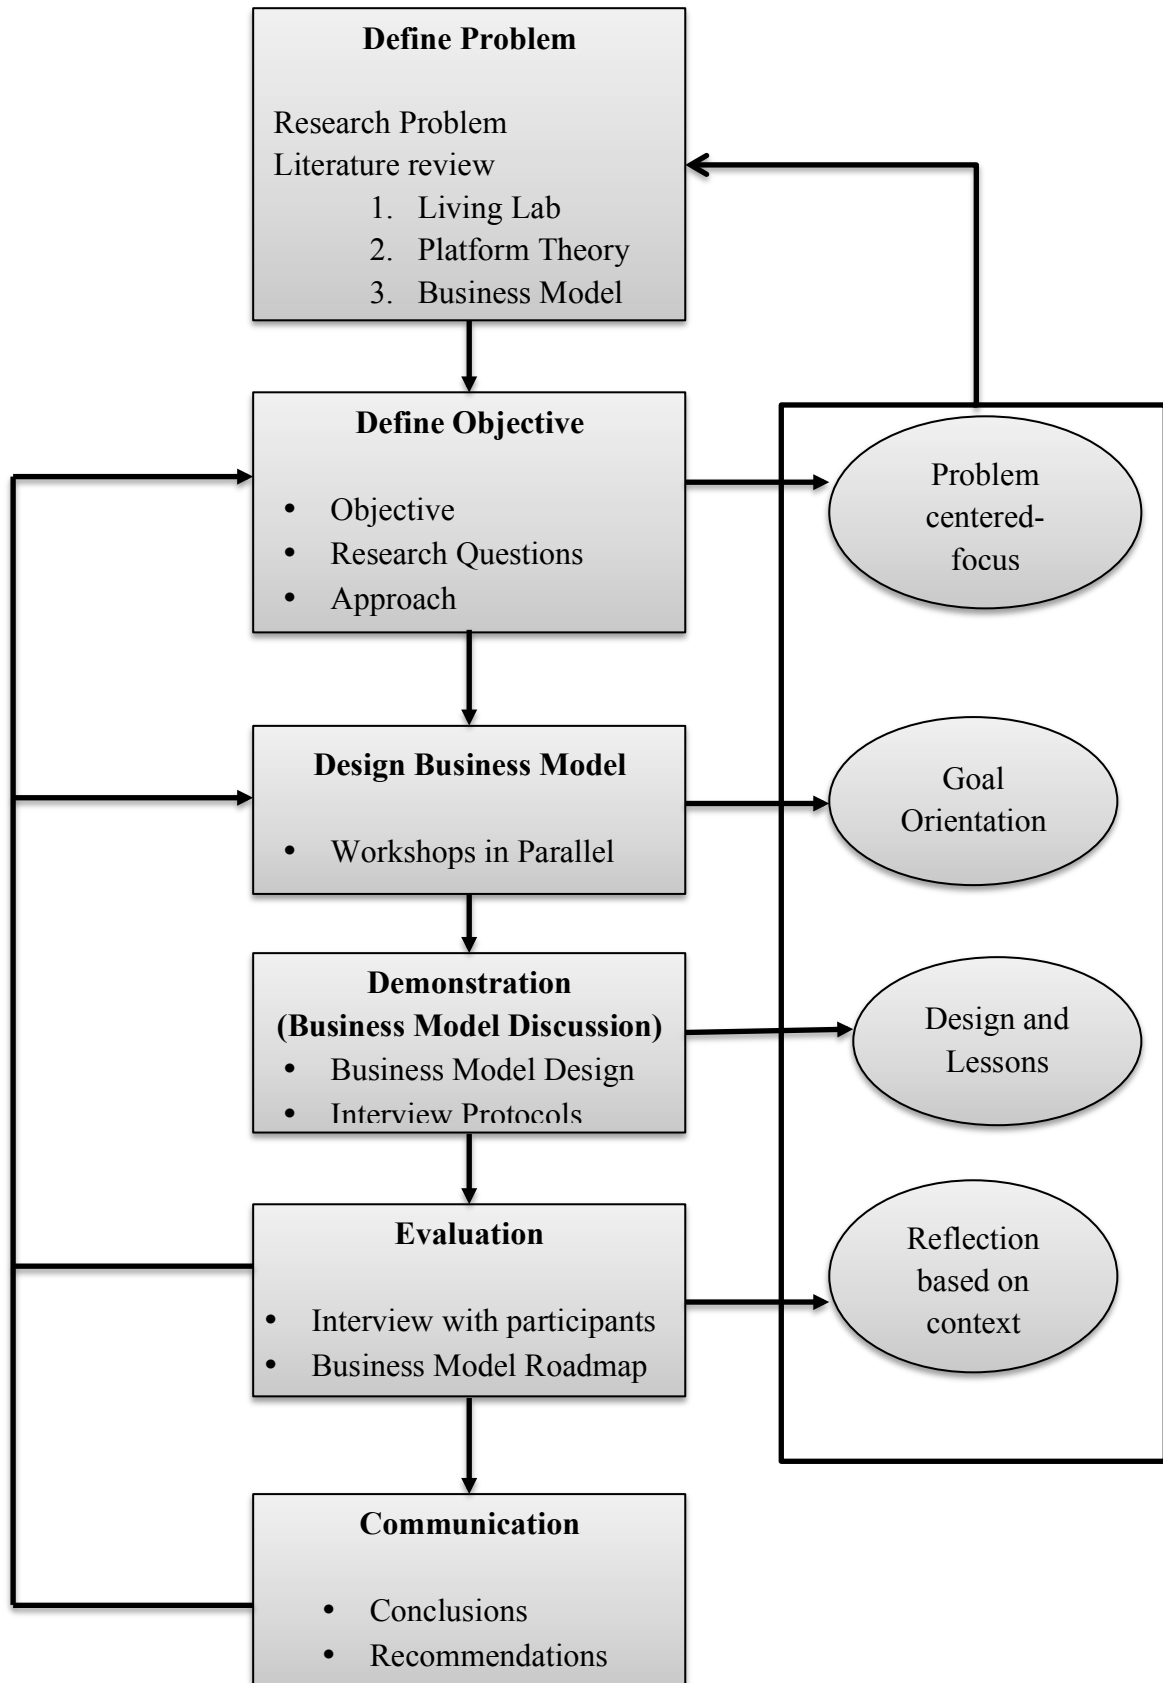 Define Problem
Research Problem
Literature review
1. Living Lab
2. Platform Theory
3. Business Model
Define Objective
• Objective
• Research Questions
• Approach
Problem
centered-
focus
Design Business Model
• Workshops in Parallel
Goal
Orientation
Demonstration
(Business Model Discussion)
• Business Model Design
• Interview Protocols
Design and
Lessons
Evaluation
• Interview with participants
• Business Model Roadmap
Reflection
based on
context
Communication
• Conclusions
• Recommendations